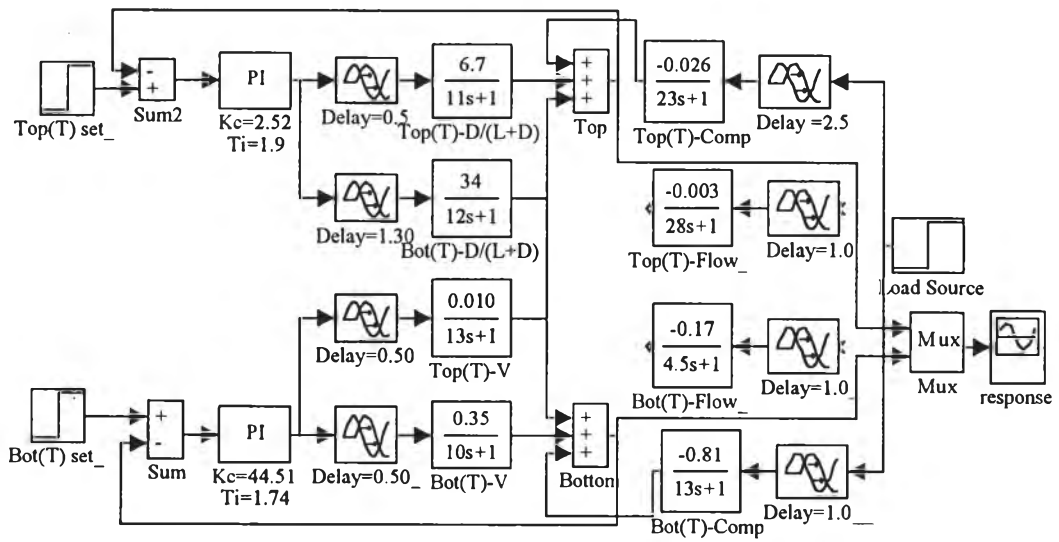 Top(T) set_
-
+
Sum2
PI
Kc=2.52
Ti=1.9
Delay=0.5
6.7
11s+1
Top(T)-D/(L+D)
+
+
+
Top
-0.026
23s+1
Top(T)-Comp
Delay =2.5
Delay=1.30
34
12s+1
Bot(T)-D/(L+D)
-0.003
28s+1
Top(T)-Flow_
Delay=1.0
Load Source
Delay=0.50
0.010
13s+1
Top(T)-V
-0.17
4.5s+1
Bot(T)-Flow_
Delay=1.0_
Mux
Mux
response
Bot(T) set_
+
-
Sum
PI
Kc=44.51
Ti=1.74
Delay=0.50_
0.35
10s+1
Bot(T)-V
+
+
+
Botton
-0.81
13s+1
Bot(T)-Comp
Delay=1.0__